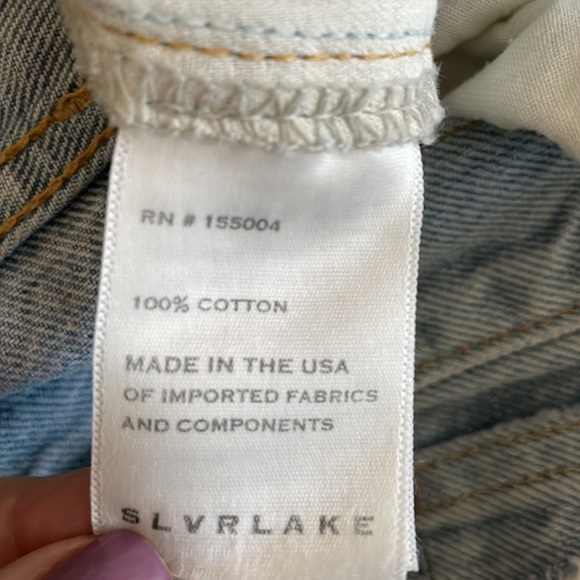 RN # 155004
100% COTTON
MADE IN THE USA
OF IMPORTED FABRICS
AND COMPONENTS
SLVRLAKE